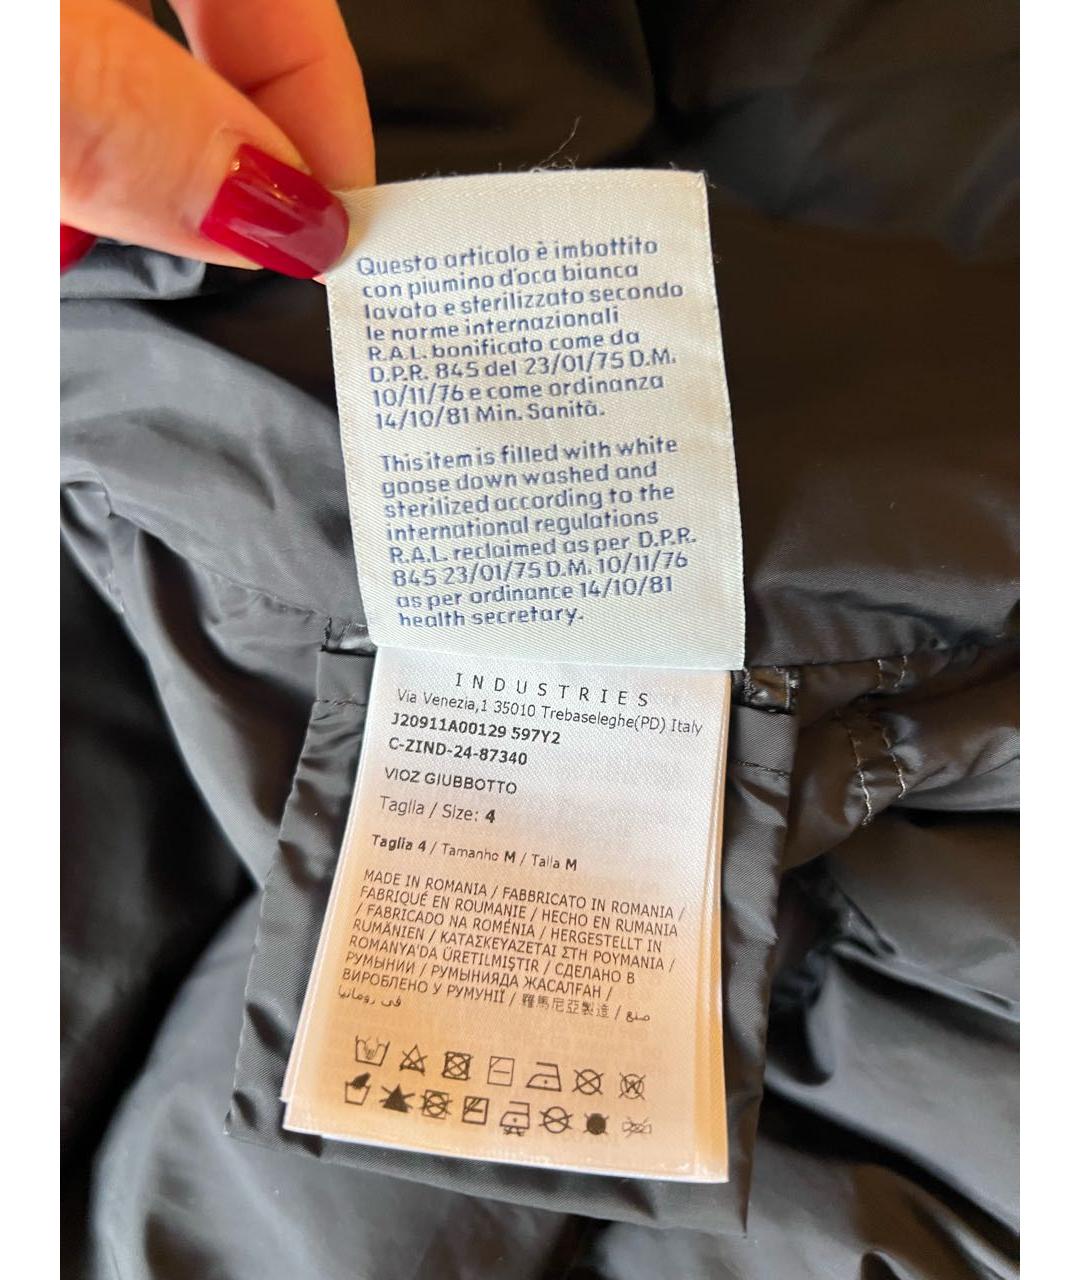 Questo articolo è imbottito
con piumino d'oca bianca
lavato e sterilizzato secondo
le norme internazionali
R.A.L. bonificato come da
D.P.R. 845 del 23/01/75 D.M.
10/11/76 e come ordinanza
14/10/81 Min. Sanità.
This item is filled with white
goose down washed and
sterilized according to the
international regulations
R.A.L. reclaimed as per D.P.R.
845 23/01/75 D.M. 10/11/76
as per ordinance 14/10/81
health secretary.
INDUSTRIES
Via Venezia,1 35010 Trebaseleghe(PD) Italy
J20911A00129 597Y2
C-ZIND-24-87340
VIOZ GIUBBOTTO
Taglia / Size: 4
Taglia 4 / Tamanho M / Talla M
MADE IN ROMANIA / FABBRICATO IN ROMANIA /
FABRIQUÉ EN ROUMANIE / HECHO EN RUMANIA
/ FABRICADO NA ROMÉNIA / HERGESTELLT IN
RUMÄNIEN / ΚΑΤΑΣΚΕΥΑΖΕΤΑΙ ΣΤΗ ΡΟΥΜΑΝΙΑ /
ROMANYA'DA ÜRETILMIŞTIR / СДЕЛАНО В
РУМЫНИИ / РУМЫНИЯДА ЖАСАЛҒАН /
ВИРОБЛЕНО У РУМУНІЇ / 羅馬尼亞製造 / صنع
في رومانيا